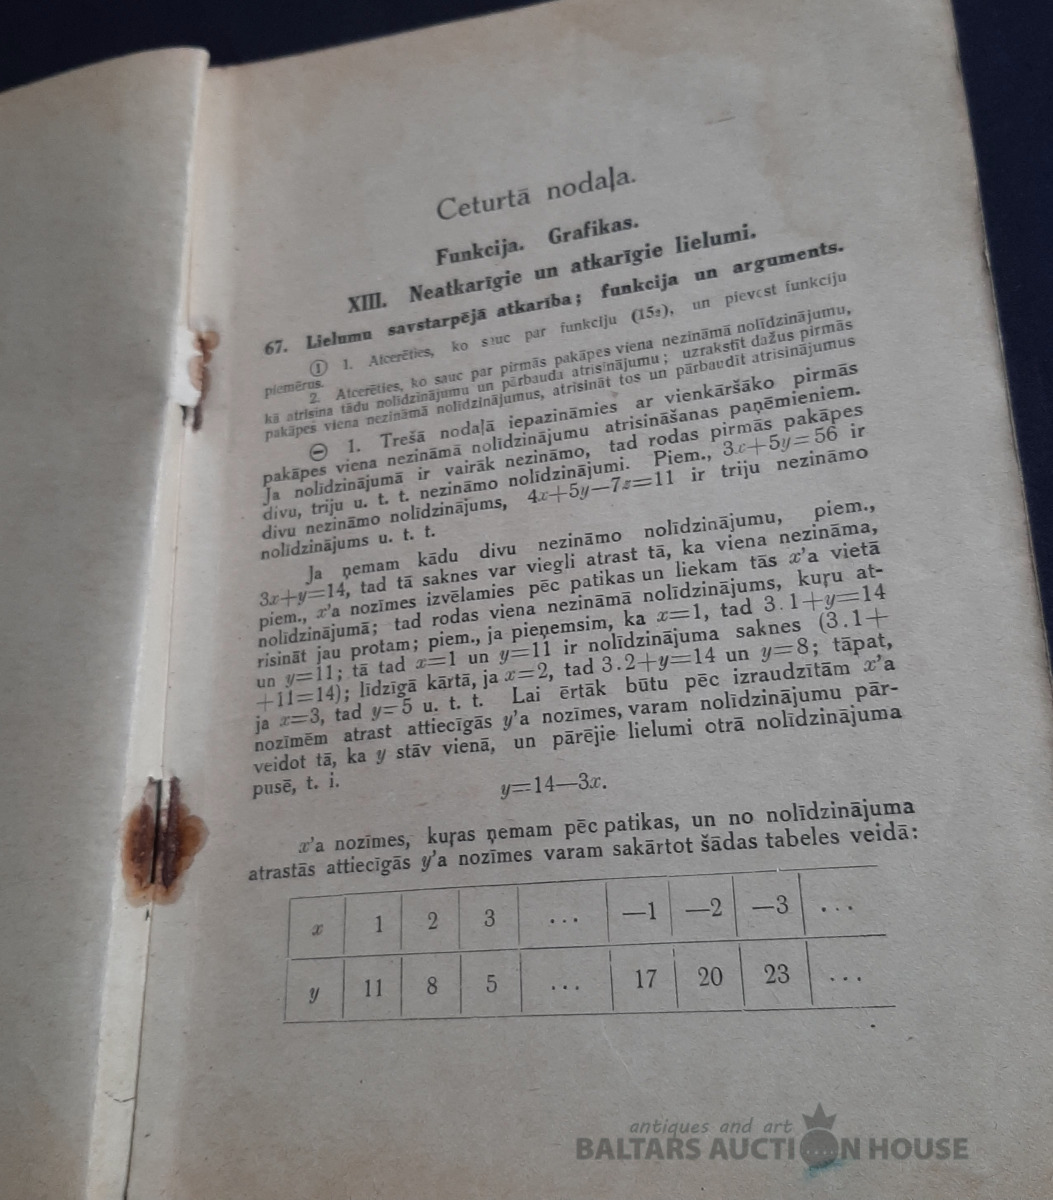 Ceturtā nodaļa.
Funkcija. Grafikas.
XIII. Neatkarīgie un atkarīgie lielumi.
67. Lielumu savstarpējā atkarība; funkcija un arguments.
① 1. Atcerēties, ko sauc par funkciju (152), un pievest funkciju
piemērus.
2. Atcerēties, ko sauc par pirmās pakāpes viena nezināmā nolīdzinājumu,
kā atrisina tādu nolīdzinājumu un pārbauda atrisinājumu; uzrakstīt dažus pirmās
pakāpes viena nezināmā nolīdzinājumus, atrisināt tos un pārbaudīt atrisinājumus
⊖ 1. Trešā nodaļā iepazināmies ar vienkāršāko pirmās
pakāpes viena nezināmā nolīdzinājumu atrisināšanas paņēmieniem.
Ja nolīdzinājumā ir vairāk nezināmo, tad rodas pirmās pakāpes
divu, triju u. t. t. nezināmo nolīdzinājumi. Piem., 3x+5y=56 ir
divu nezināmo nolīdzinājums, 4x+5y—7z=11 ir triju nezināmo
nolīdzinājums u. t. t.
Ja ņemam kādu divu nezināmo nolīdzinājumu, piem.,
3x+y=14, tad tā saknes var viegli atrast tā, ka viena nezināma,
piem., x'a nozīmes izvēlamies pēc patikas un liekam tās x'a vietā
nolīdzinājumā; tad rodas viena nezināmā nolīdzinājums, kuŗu at-
risināt jau protam; piem., ja pieņemsim, ka x=1, tad 3.1+y=14
un y=11; tā tad x=1 un y=11 ir nolīdzinājuma saknes (3.1+
+11=14); līdzīgā kārtā, ja x=2, tad 3.2+y=14 un y=8; tāpat,
ja x=3, tad y=5 u. t. t. Lai ērtāk būtu pēc izraudzītām x'a
nozīmēm atrast attiecīgās y'a nozīmes, varam nolīdzinājumu pār-
veidot tā, ka y stāv vienā, un pārējie lielumi otrā nolīdzinājuma
pusē, t. i.
y=14—3x.
x'a nozīmes, kuŗas ņemam pēc patikas, un no nolīdzinājuma
atrastās attiecīgās y'a nozīmes varam sakārtot šādas tabeles veidā:
x 1 2 3 ... —1 —2 —3 ...
y 11 8 5 ... 17 20 23 ...
antiques and art
BALTARS AUCTION HOUSE